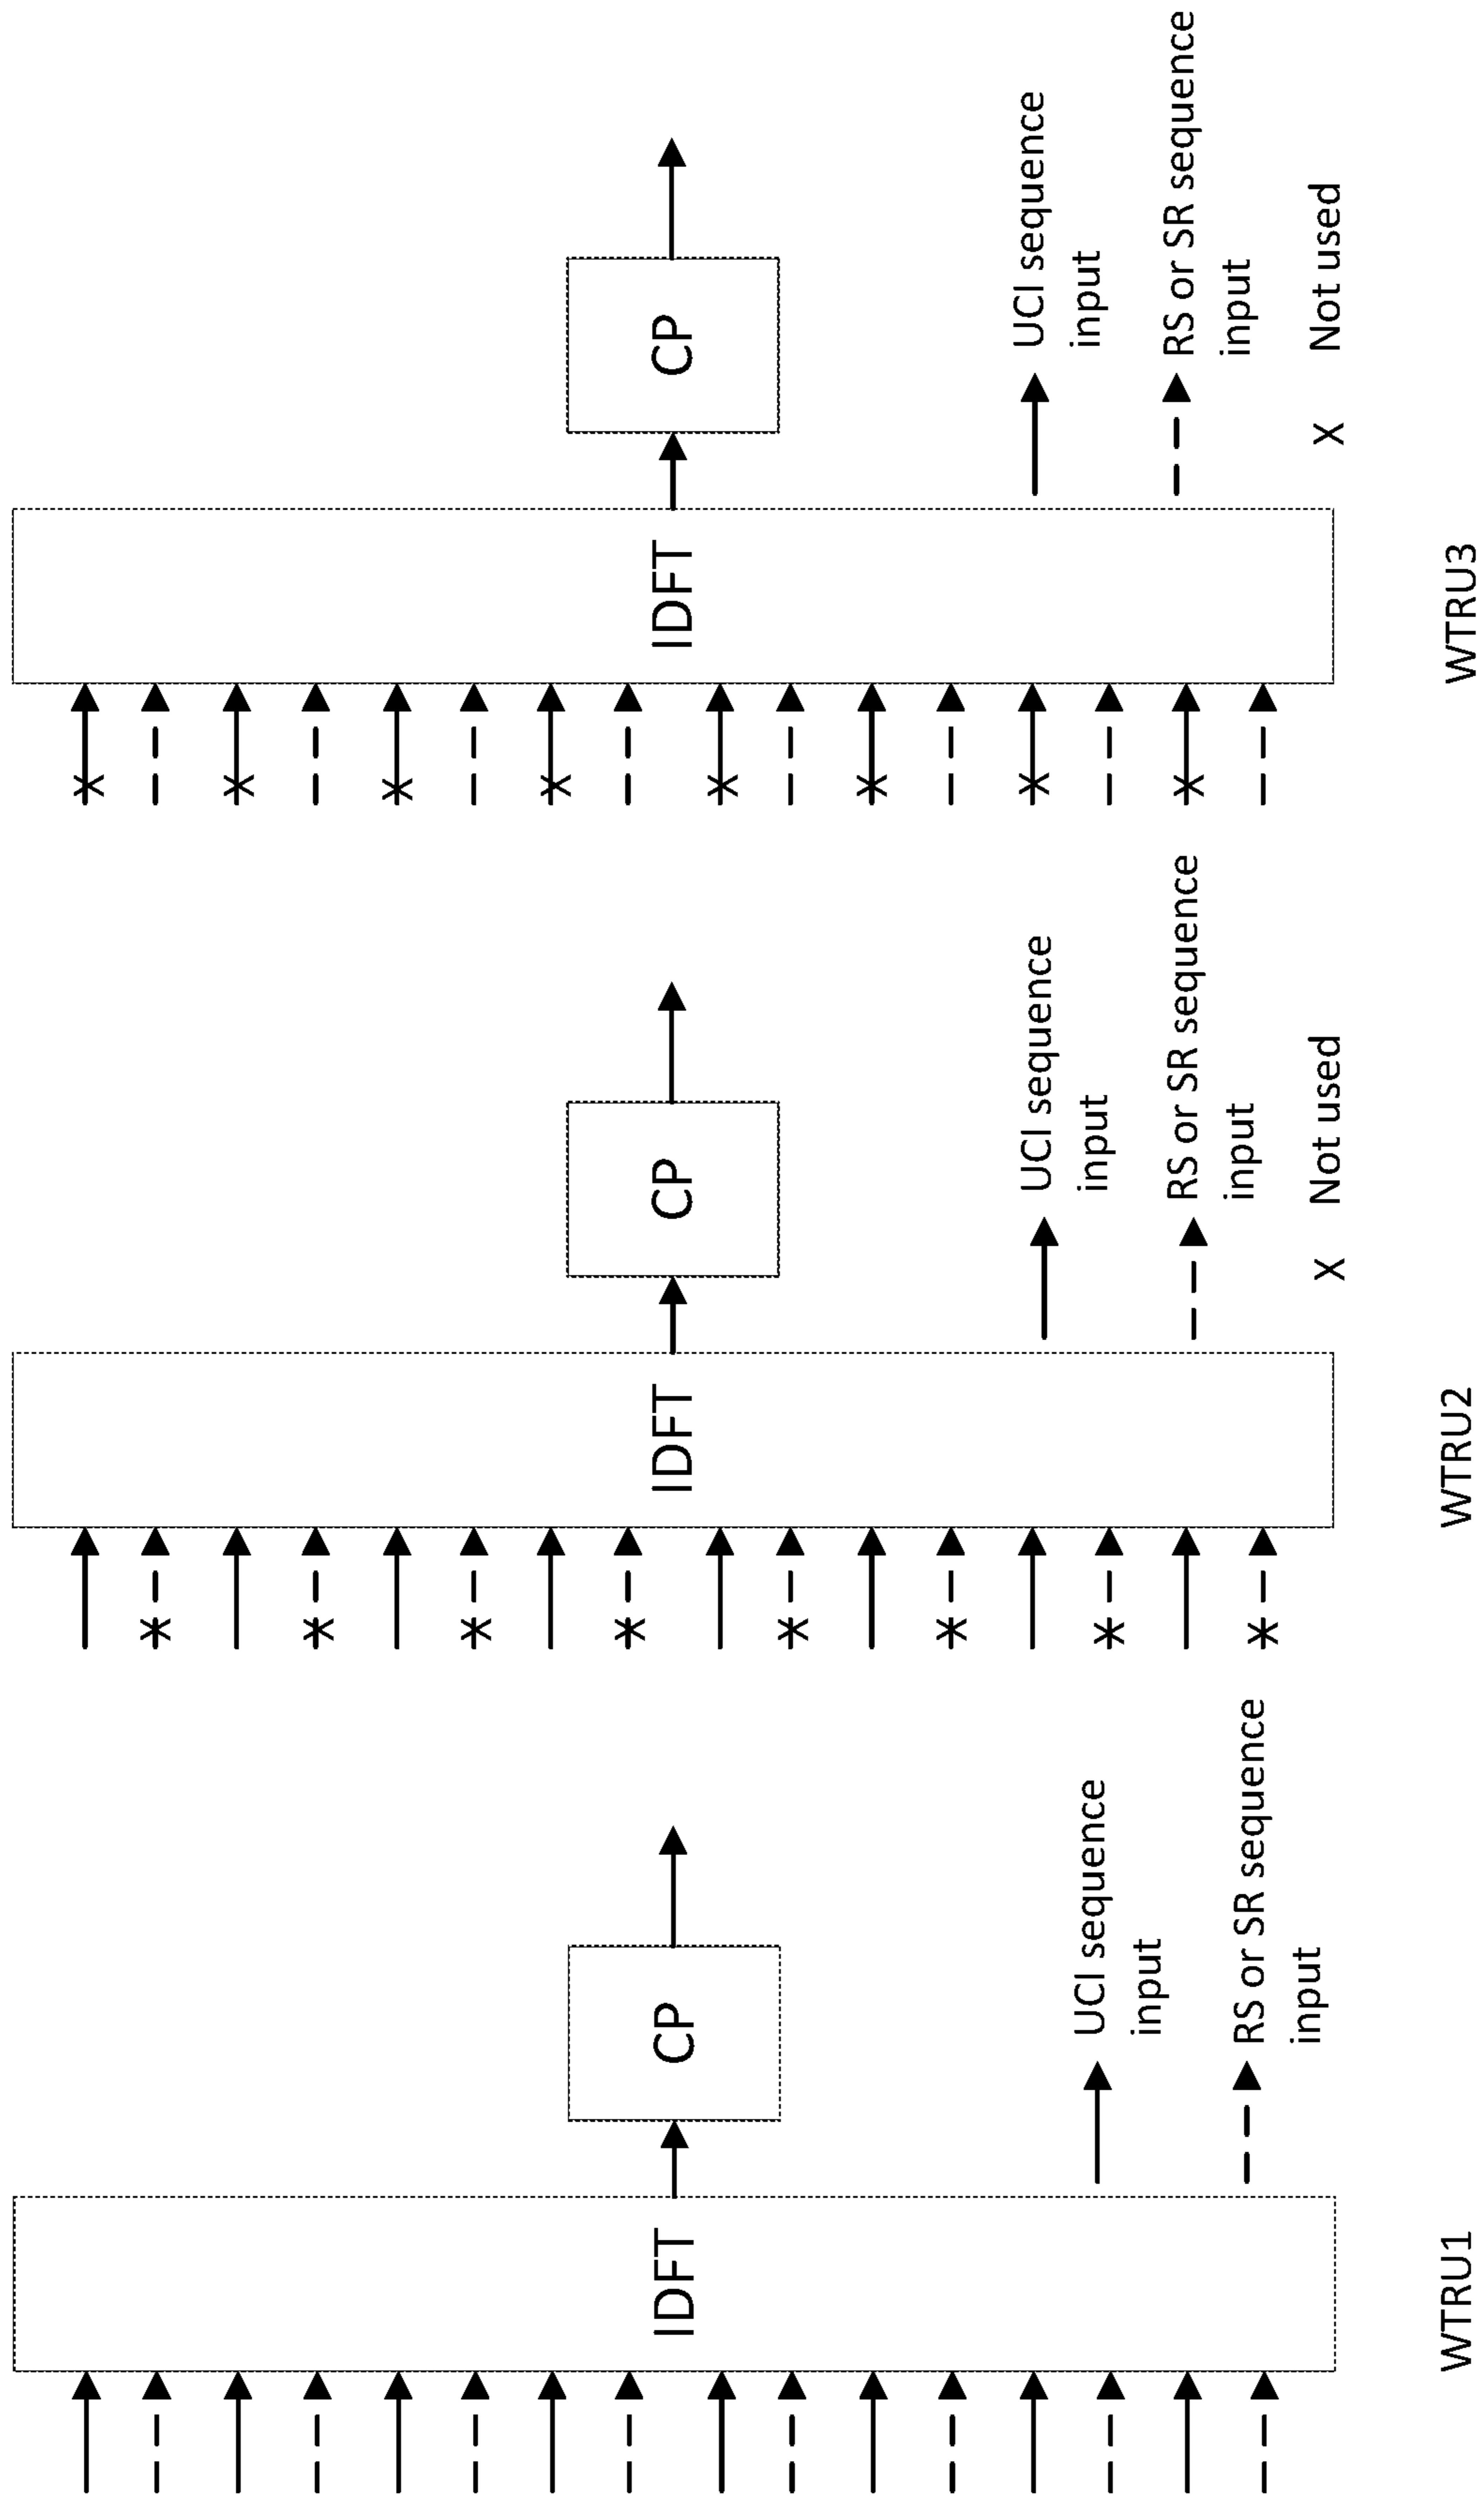 IDFT
CP
UCI sequence
input
RS or SR sequence
input
WTRU1
IDFT
CP
UCI sequence
input
RS or SR sequence
input
X Not used
WTRU2
IDFT
CP
UCI sequence
input
RS or SR sequence
input
X Not used
WTRU3